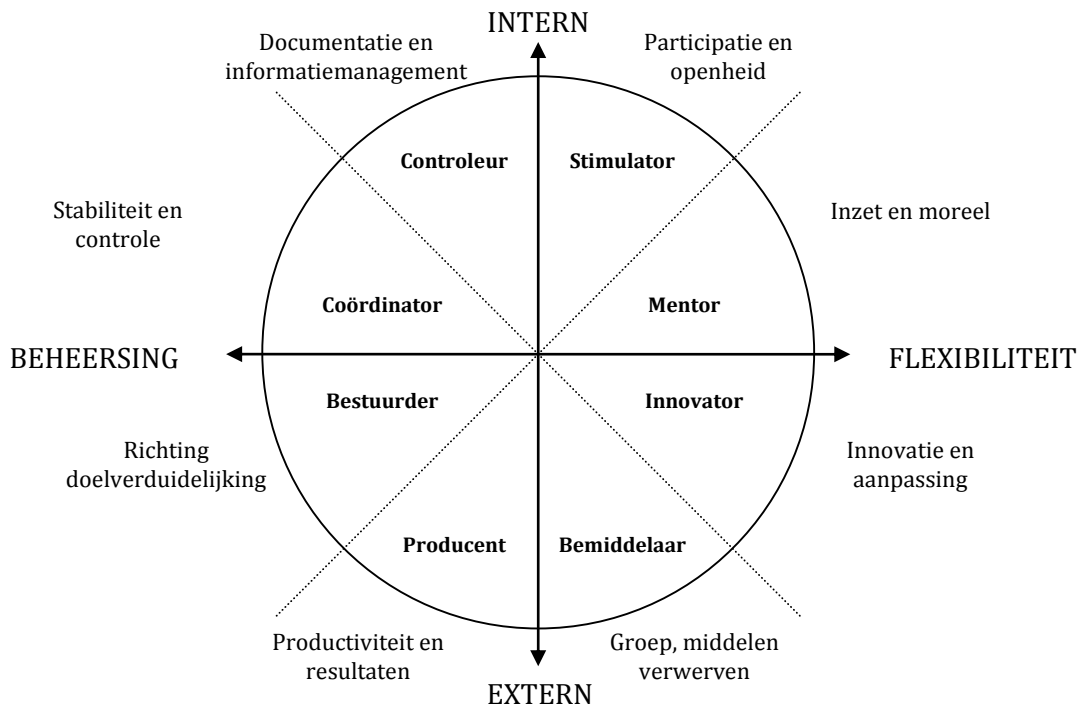 INTERN
Documentatie en
informatiemanagement
Participatie en
openheid
Controleur
Stimulator
Stabiliteit en
controle
Inzet en moreel
Coördinator
Mentor
BEHEERSING
FLEXIBILITEIT
Bestuurder
Innovator
Richting
doelverduidelijking
Innovatie en
aanpassing
Producent
Bemiddelaar
Productiviteit en
resultaten
Groep, middelen
verwerven
EXTERN